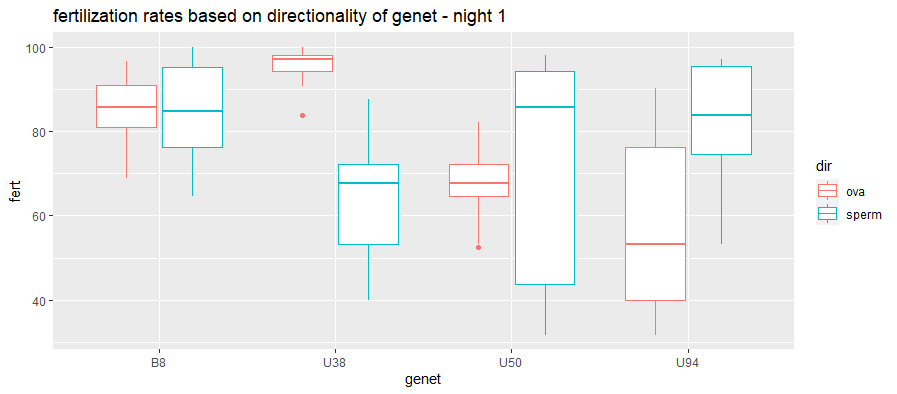 fertilization rates based on directionality of genet - night 1
100
80
60
40
fert
B8 U38 U50 U94
genet
dir
ova
sperm